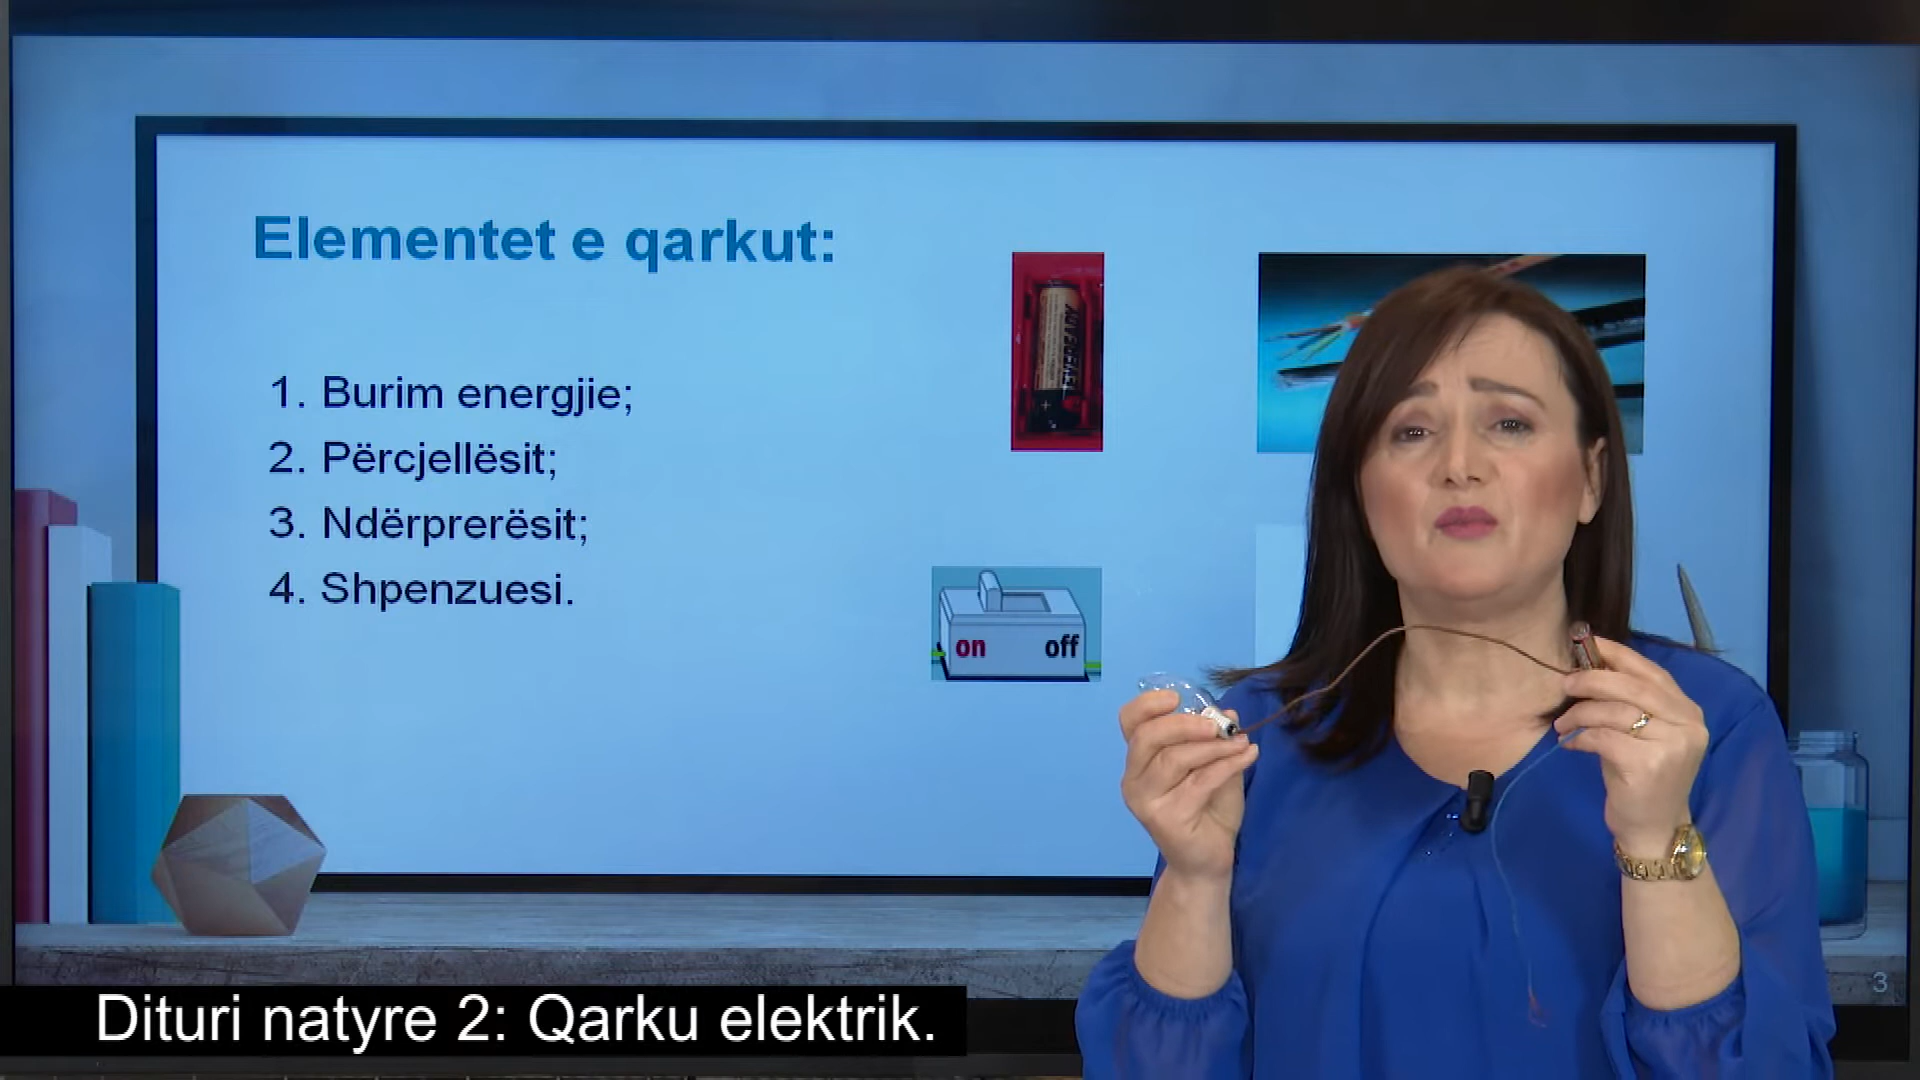 Elementet e qarkut:
1. Burim energjie;
2. Përcjellësit;
3. Ndërprerësit;
4. Shpenzuesi.
on off
3
Dituri natyre 2: Qarku elektrik.